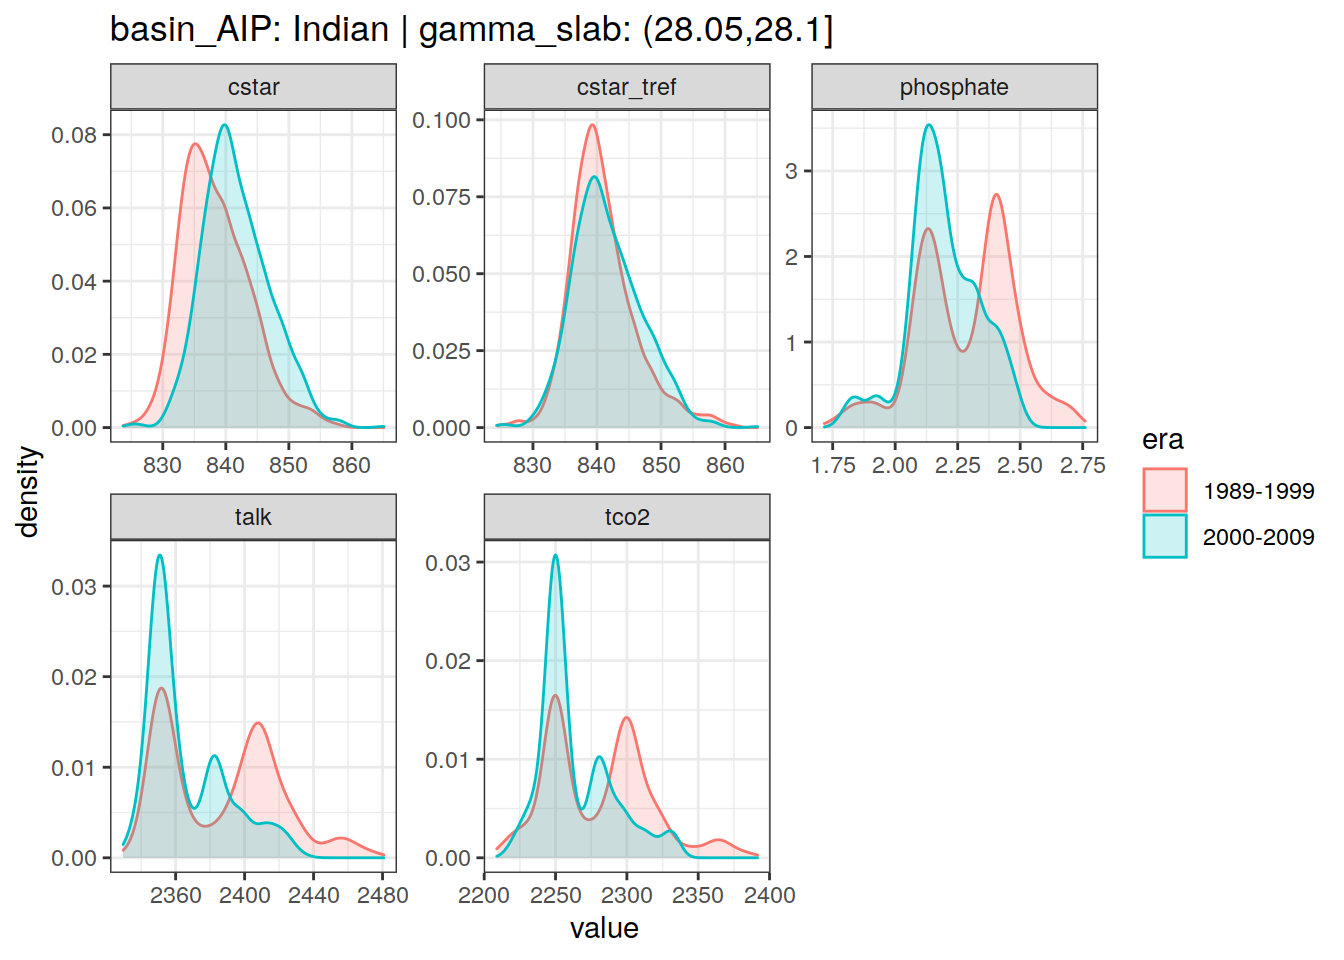 basin_AIP: Indian | gamma_slab: (28.05,28.1]
cstar
cstar_tref
phosphate
0.08
0.06
0.04
0.02
0.00
830 840 850 860
0.100
0.075
0.050
0.025
0.000
830 840 850 860
3
2
1
0
1.75 2.00 2.25 2.50 2.75
talk
tco2
0.03
0.02
0.01
0.00
2360 2400 2440 2480
0.03
0.02
0.01
0.00
2200 2250 2300 2350 2400
density
value
era
1989-1999
2000-2009